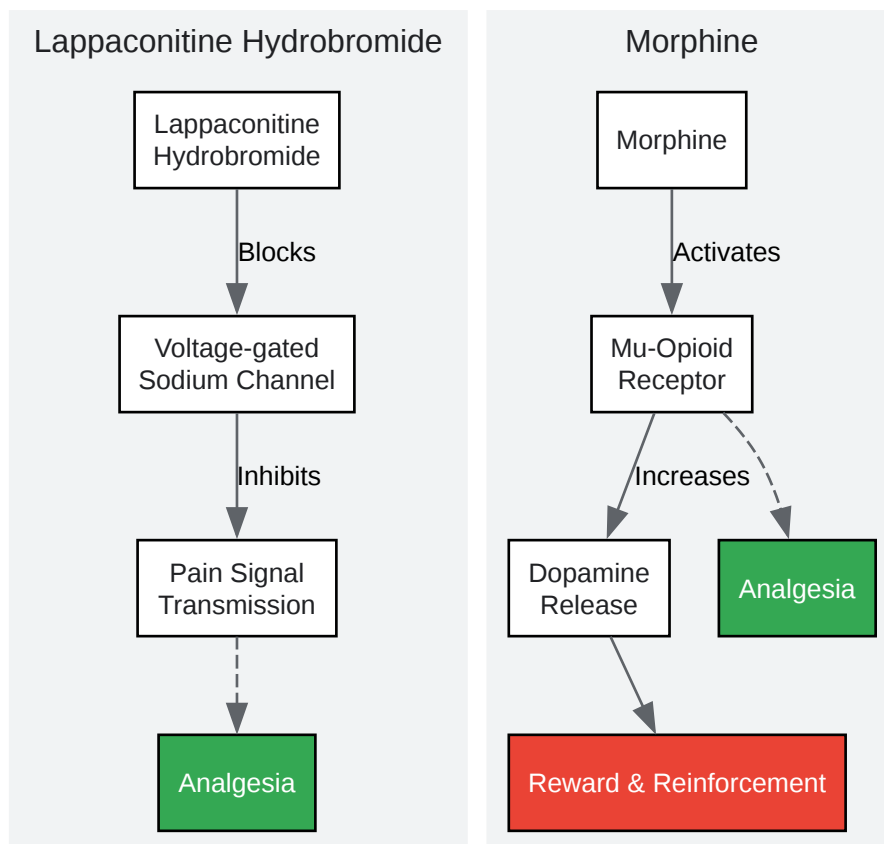 Lappaconitine Hydrobromide
Lappaconitine
Hydrobromide
Blocks
Voltage-gated
Sodium Channel
Inhibits
Pain Signal
Transmission
Analgesia
Morphine
Morphine
Activates
Mu-Opioid
Receptor
Increases
Dopamine
Release
Analgesia
Reward & Reinforcement